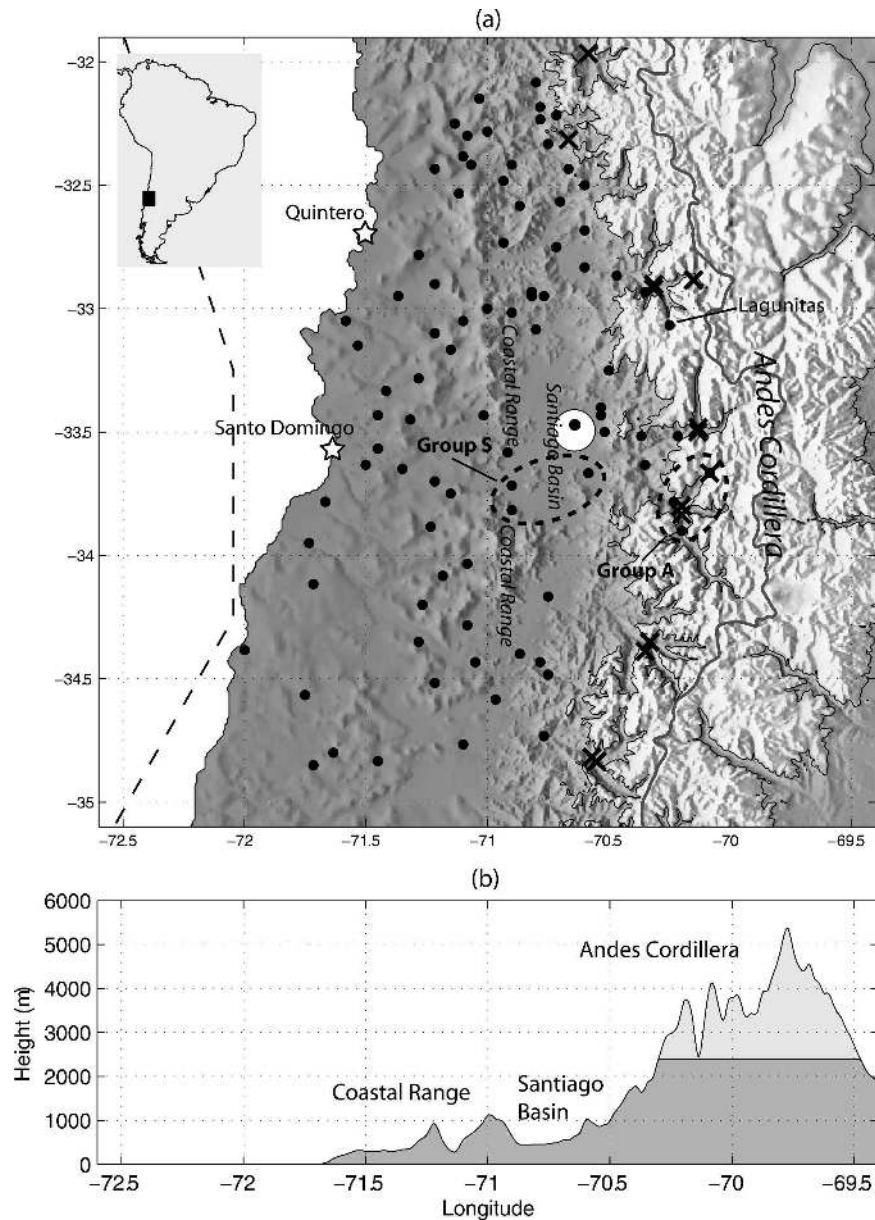 (a)
−32
−32.5
−33
−33.5
−34
−34.5
−35
Quintero
Lagunitas
Coastal Range
Santiago Basin
Andes Cordillera
Santo Domingo
Group S
Coastal Range
Group A
−72.5
−72
−71.5
−71
−70.5
−70
−69.5
(b)
6000
5000
4000
3000
2000
1000
0
Height (m)
Andes Cordillera
Coastal Range
Santiago
Basin
−72.5
−72
−71.5
−71
−70.5
−70
−69.5
Longitude